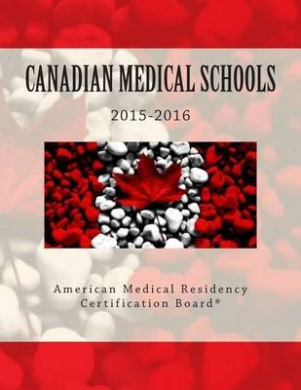 CANADIAN MEDICAL SCHOOLS
2015-2016
American Medical Residency
Certification Board®